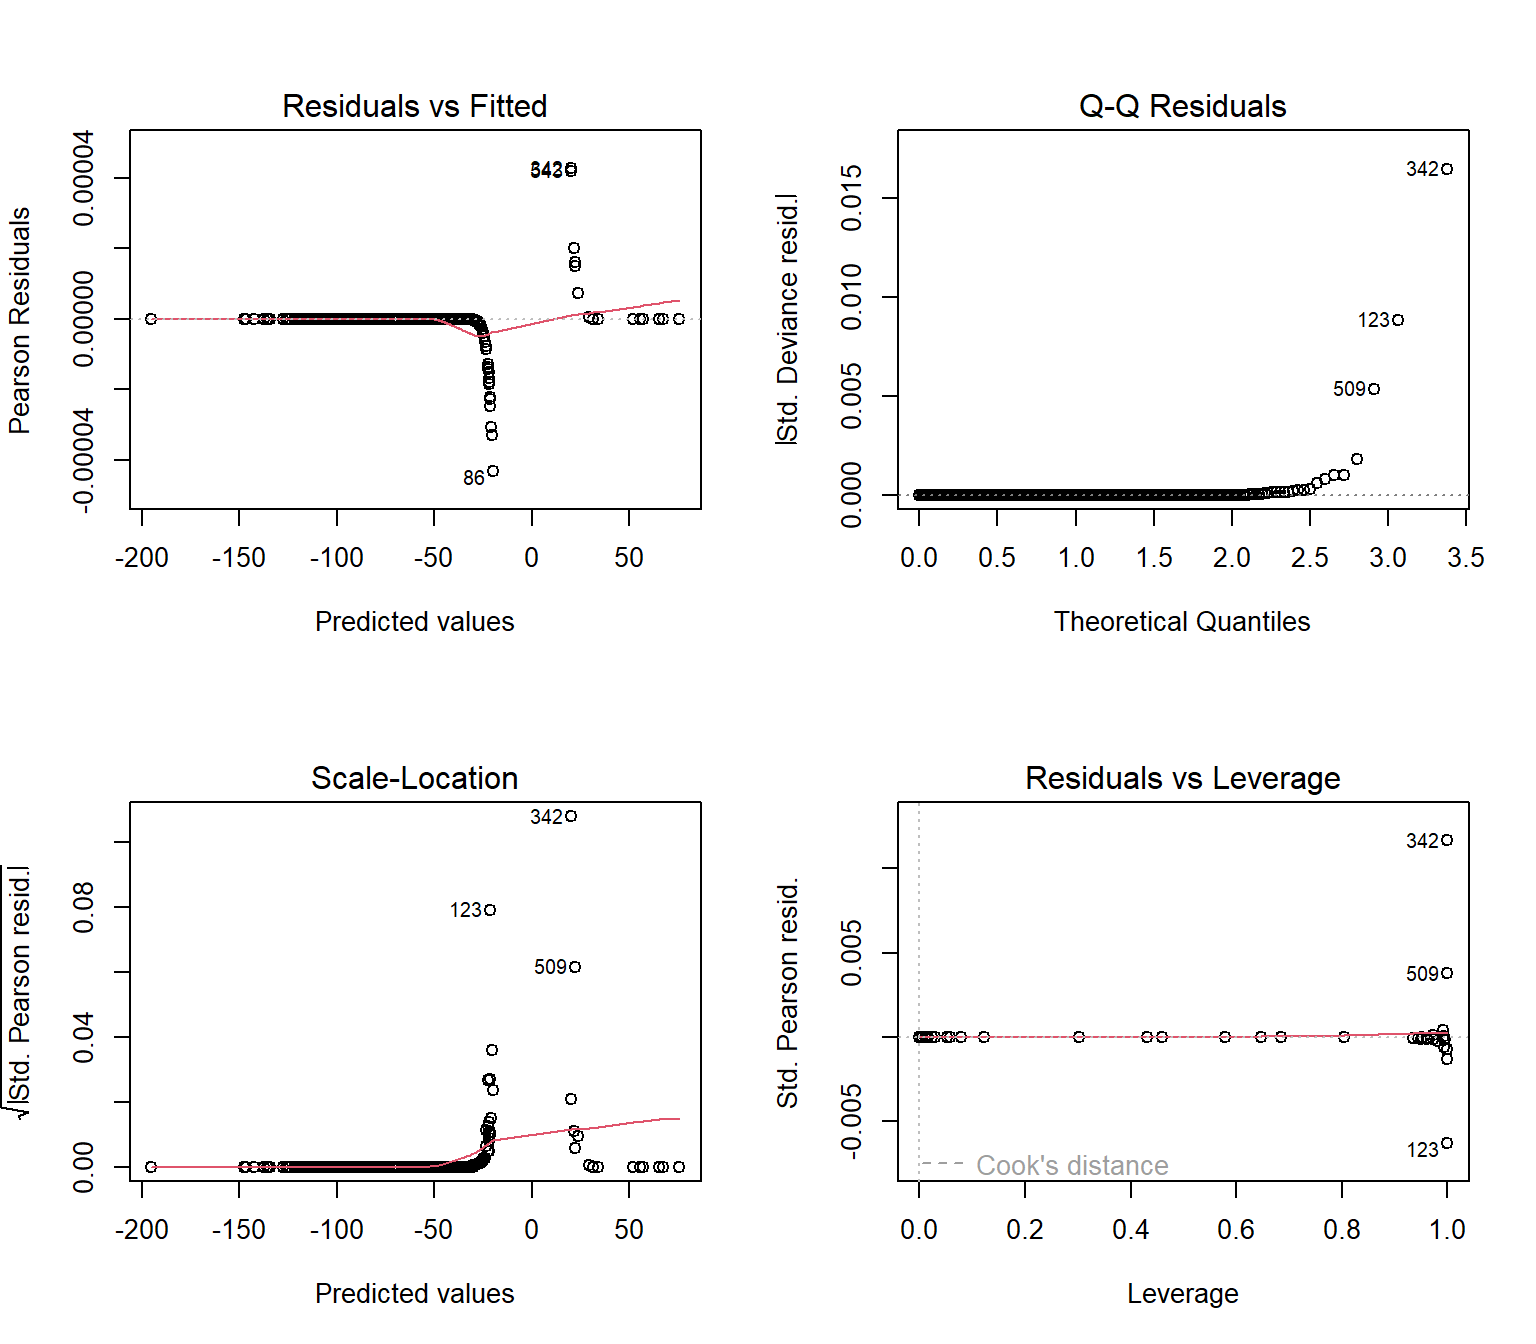 Residuals vs Fitted
Pearson Residuals
0.00004
0.00000
-0.00004
342
543
86
-200 -150 -100 -50 0 50
Predicted values
Q-Q Residuals
|Std. Deviance resid.|
0.015
0.010
0.005
0.000
342
123
509
0.0 0.5 1.0 1.5 2.0 2.5 3.0 3.5
Theoretical Quantiles
Scale-Location
√|Std. Pearson resid.|
0.08
0.04
0.00
342
123
509
-200 -150 -100 -50 0 50
Predicted values
Residuals vs Leverage
Std. Pearson resid.
0.005
-0.005
342
509
123
Cook's distance
0.0 0.2 0.4 0.6 0.8 1.0
Leverage